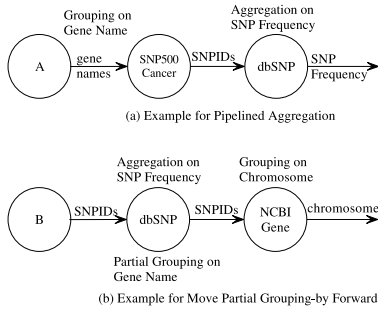 Grouping on
Gene Name
Aggregation on
SNP Frequency
A
gene
names
SNP500
Cancer
SNPIDs
dbSNP
SNP
Frequency
(a) Example for Pipelined Aggregation
Aggregation on
SNP Frequency
Grouping on
Chromosome
B
SNPIDs
dbSNP
SNPIDs
NCBI
Gene
chromosome
Partial Grouping on
Gene Name
(b) Example for Move Partial Grouping-by Forward